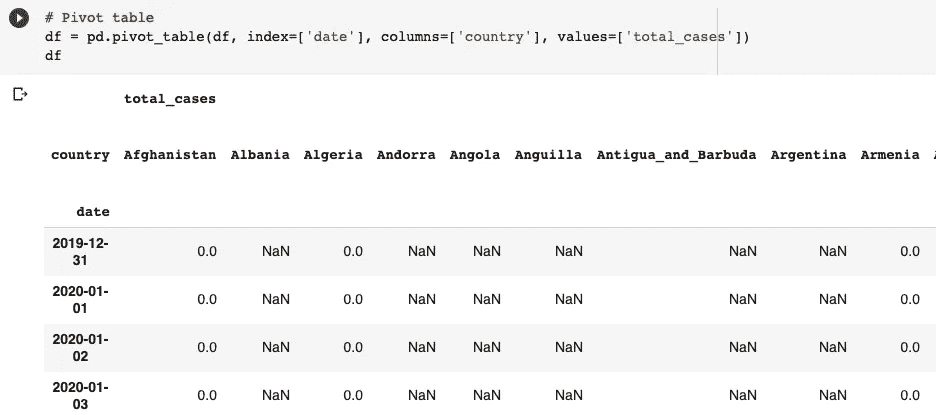 # Pivot table
df = pd.pivot_table(df, index=['date'], columns=['country'], values=['total_cases'])
df
total_cases
country Afghanistan Albania Algeria Andorra Angola Anguilla Antigua_and_Barbuda Argentina Armenia
date
2019-12-
31 0.0 NaN 0.0 NaN NaN NaN NaN NaN 0.0
2020-01-
01 0.0 NaN 0.0 NaN NaN NaN NaN NaN 0.0
2020-01-
02 0.0 NaN 0.0 NaN NaN NaN NaN NaN 0.0
2020-01-
03 0.0 NaN 0.0 NaN NaN NaN NaN NaN 0.0